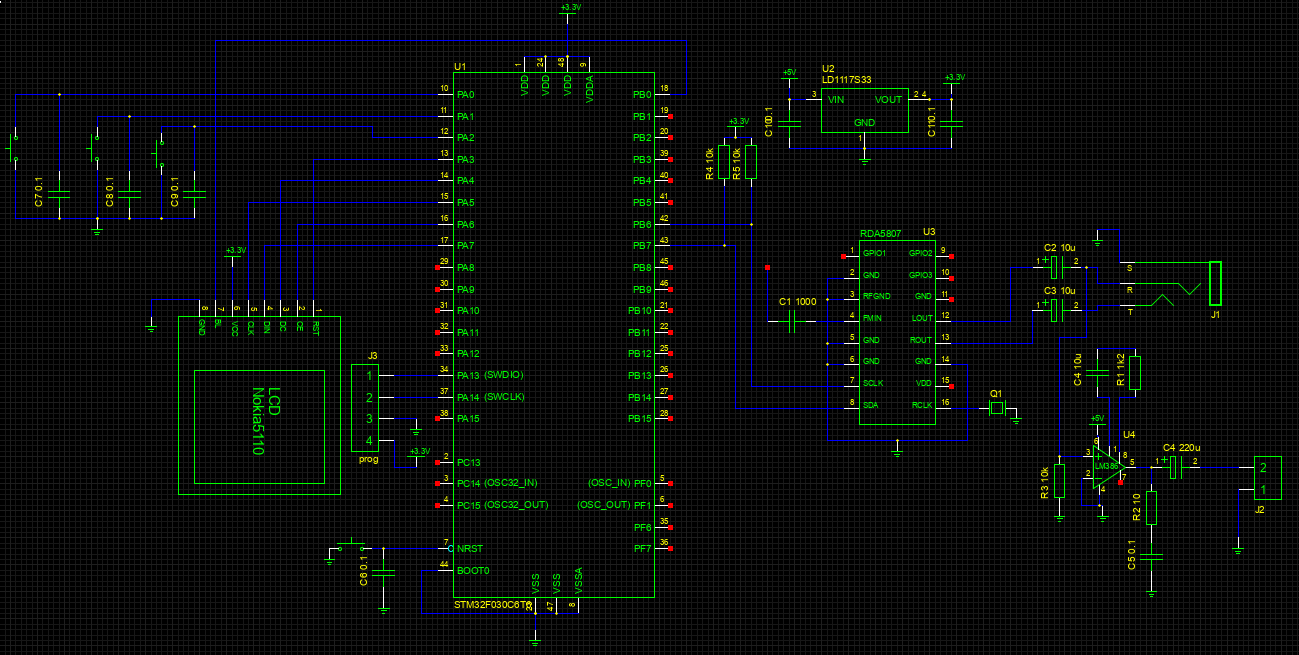 +3.3V
U1
1
24
48
9
VDD
VDD
VDD
VDDA
10 PA0
11 PA1
12 PA2
13 PA3
14 PA4
15 PA5
16 PA6
17 PA7
29 PA8
30 PA9
31 PA10
32 PA11
33 PA12
34 PA13 (SWDIO)
37 PA14 (SWCLK)
38 PA15
2 PC13
3 PC14 (OSC32_IN)
4 PC15 (OSC32_OUT)
7 NRST
44 BOOT0
PB0 18
PB1 19
PB2 20
PB3 39
PB4 40
PB5 41
PB6 42
PB7 43
PB8 45
PB9 46
PB10 21
PB11 22
PB12 25
PB13 26
PB14 27
PB15 28
(OSC_IN) PF0 5
(OSC_OUT) PF1 6
PF6 35
PF7 36
VSS
VSS
VSSA
47
8
C7 0.1
C8 0.1
C9 0.1
+3.3V
8
7
6
5
4
3
2
1
GND
BL
VCC
CLK
DIN
DC
CE
RST
LCD
Nokia5110
J3
1
2
3
4
prog
+3.3V
C6 0.1
+3.3V
R4 10k
R5 10k
+5V
U2
LD1117S33
3 VIN
VOUT 2 4
GND
1
+3.3V
C10 0.1
C11 0.1
RDA5807
U3
1 GPIO1
2 GND
3 RFGND
4 FMIN
5 GND
6 GND
7 SCLK
8 SDA
GPIO2 9
GPIO3 10
GND 11
LOUT 12
ROUT 13
GND 14
VDD 15
RCLK 16
C1 1000
Q1
C2 10u
1 + 2
C3 10u
1 + 2
S
R
T
J1
C4 10u
R1 1k2
+5V
U4
LM386
3
2
6
1
8
5
7
4
+
-
R3 10k
C4 220u
1 + 2
R2 10
C5 0.1
2
1
J2